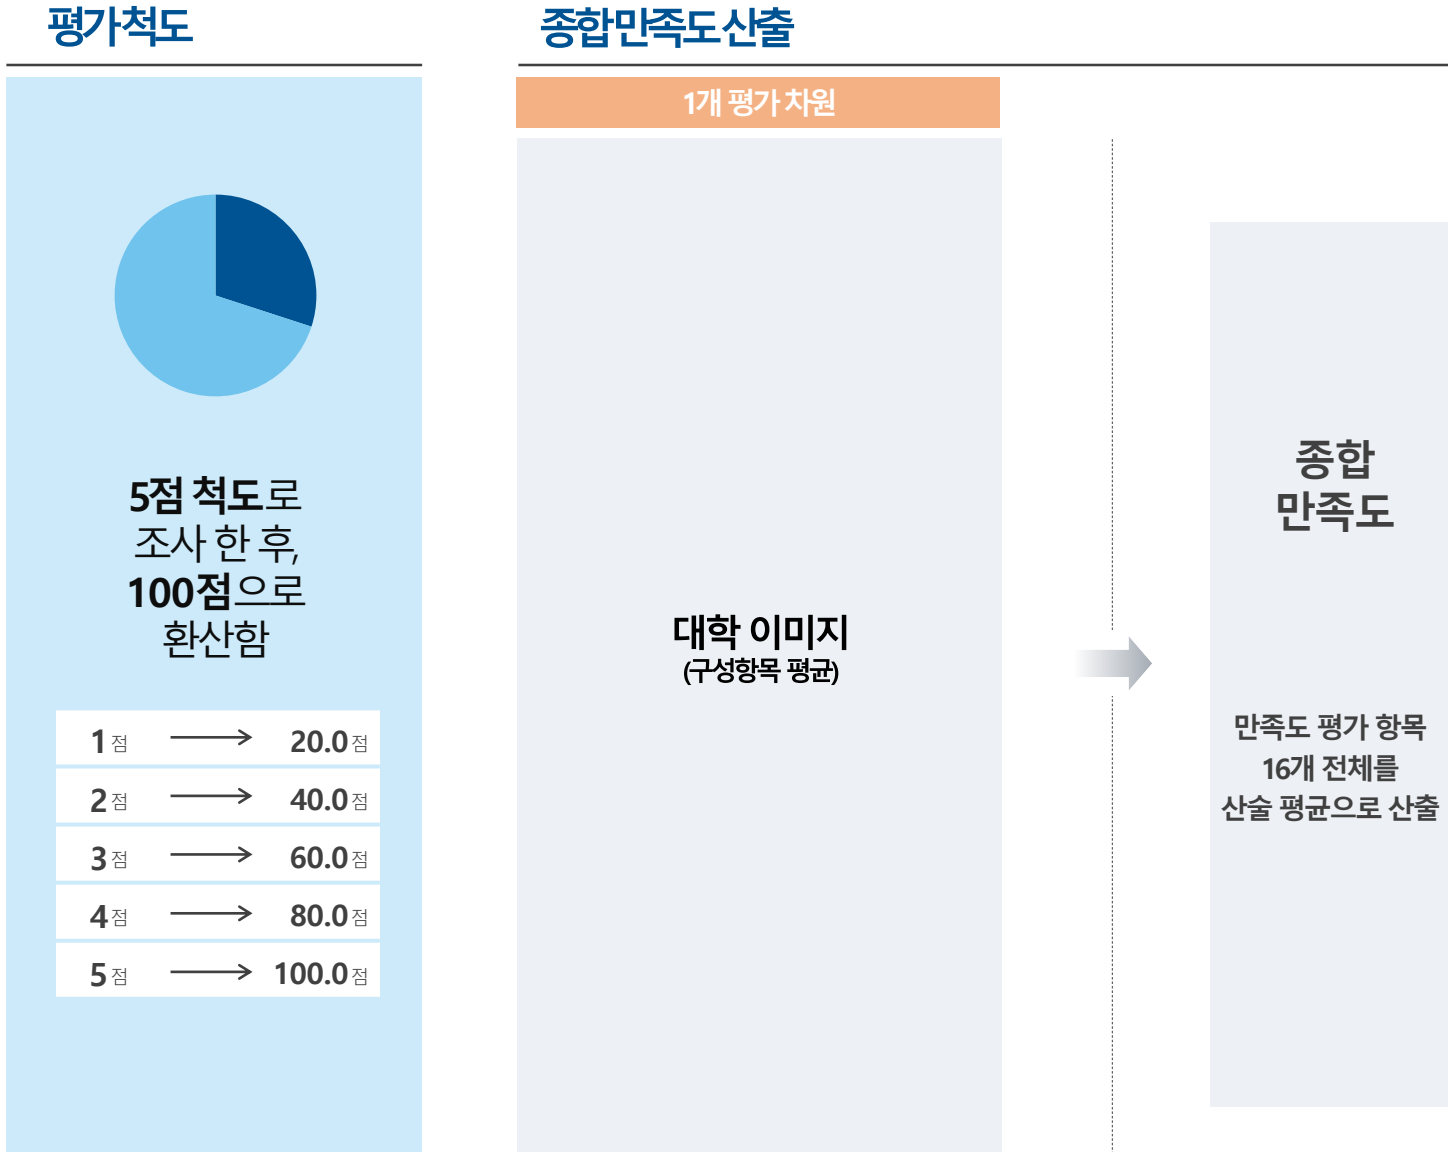 평가척도
5점 척도로
조사 한 후,
100점으로
환산함
1점 → 20.0점
2점 → 40.0점
3점 → 60.0점
4점 → 80.0점
5점 → 100.0점
종합만족도 산출
1개 평가 차원
대학 이미지
(구성항목 평균)
종합
만족도
만족도 평가 항목
16개 전체를
산술 평균으로 산출